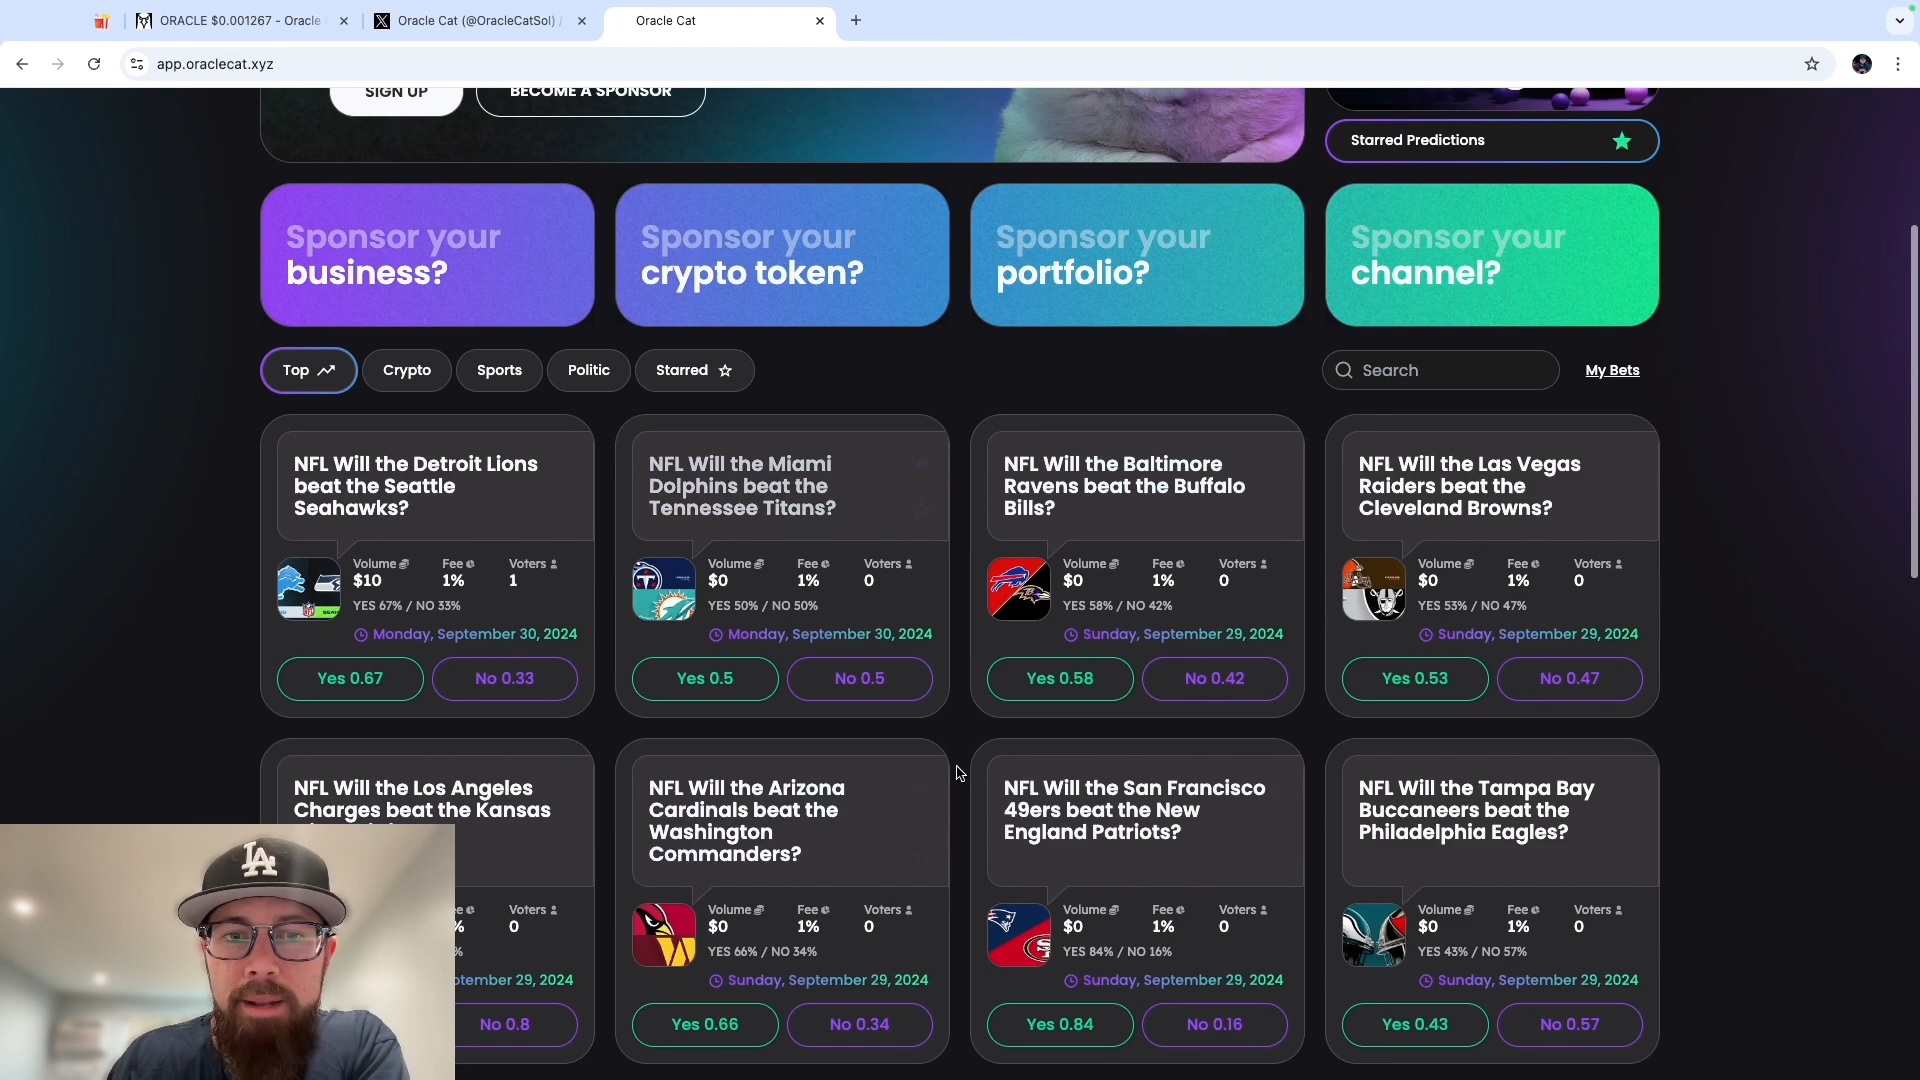 ORACLE $0.001267 - Oracle
Oracle Cat (@OracleCatSol) /
Oracle Cat
app.oraclecat.xyz
SIGN UP
BECOME A SPONSOR
Starred Predictions
Sponsor your
business?
Sponsor your
crypto token?
Sponsor your
portfolio?
Sponsor your
channel?
Top
Crypto
Sports
Politic
Starred
Search
My Bets
NFL Will the Detroit Lions
beat the Seattle
Seahawks?
Volume Fee Voters
$10 1% 1
YES 67% / NO 33%
Monday, September 30, 2024
Yes 0.67 No 0.33
NFL Will the Miami
Dolphins beat the
Tennessee Titans?
Volume Fee Voters
$0 1% 0
YES 50% / NO 50%
Monday, September 30, 2024
Yes 0.5 No 0.5
NFL Will the Baltimore
Ravens beat the Buffalo
Bills?
Volume Fee Voters
$0 1% 0
YES 58% / NO 42%
Sunday, September 29, 2024
Yes 0.58 No 0.42
NFL Will the Las Vegas
Raiders beat the
Cleveland Browns?
Volume Fee Voters
$0 1% 0
YES 53% / NO 47%
Sunday, September 29, 2024
Yes 0.53 No 0.47
NFL Will the Los Angeles
Charges beat the Kansas
Voters
0
29, 2024
No 0.8
NFL Will the Arizona
Cardinals beat the
Washington
Commanders?
Volume Fee Voters
$0 1% 0
YES 66% / NO 34%
Sunday, September 29, 2024
Yes 0.66 No 0.34
NFL Will the San Francisco
49ers beat the New
England Patriots?
Volume Fee Voters
$0 1% 0
YES 84% / NO 16%
Sunday, September 29, 2024
Yes 0.84 No 0.16
NFL Will the Tampa Bay
Buccaneers beat the
Philadelphia Eagles?
Volume Fee Voters
$0 1% 0
YES 43% / NO 57%
Sunday, September 29, 2024
Yes 0.43 No 0.57
LA